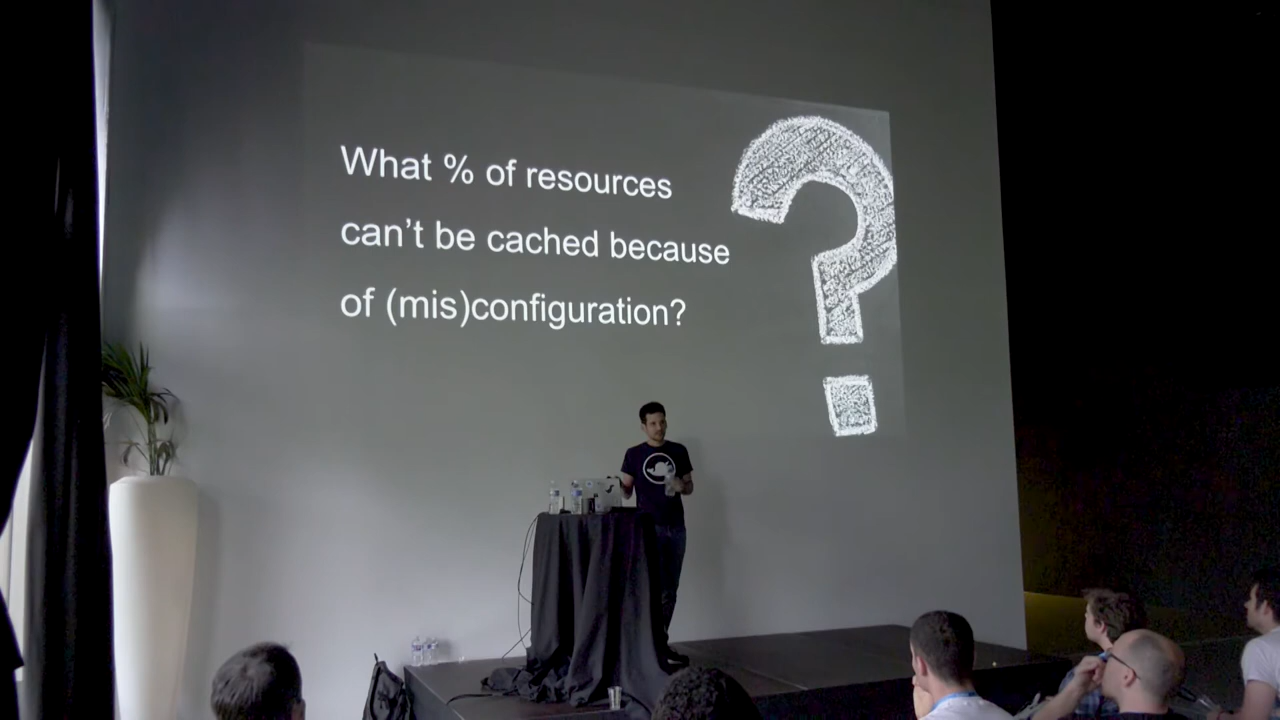 What % of resources
can't be cached because
of (mis)configuration?